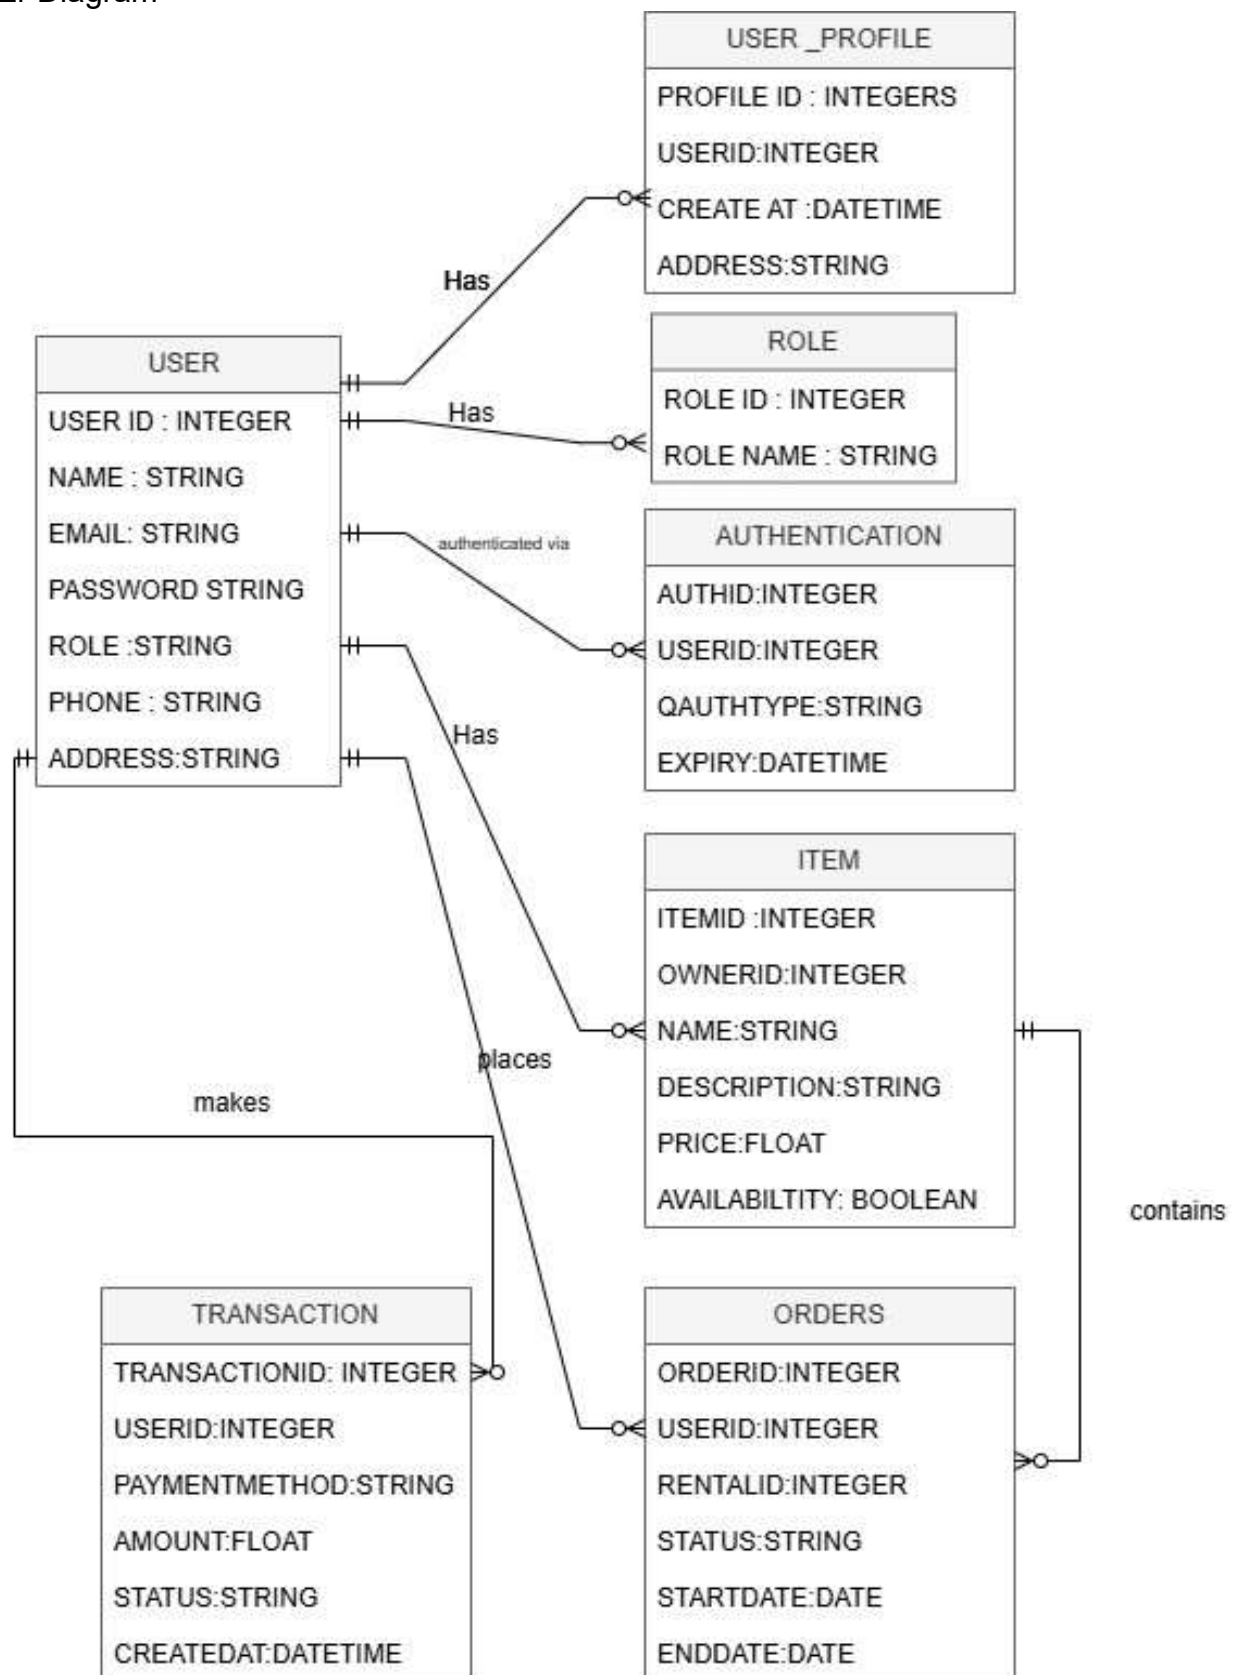 Diagram
USER _PROFILE
PROFILE ID : INTEGERS
USERID:INTEGER
CREATE AT :DATETIME
ADDRESS:STRING
Has
ROLE
ROLE ID : INTEGER
ROLE NAME : STRING
USER
USER ID : INTEGER
NAME : STRING
EMAIL: STRING
PASSWORD STRING
ROLE :STRING
PHONE : STRING
ADDRESS:STRING
Has
authenticated via
AUTHENTICATION
AUTHID:INTEGER
USERID:INTEGER
QAUTHTYPE:STRING
EXPIRY:DATETIME
Has
ITEM
ITEMID :INTEGER
OWNERID:INTEGER
NAME:STRING
DESCRIPTION:STRING
PRICE:FLOAT
AVAILABILTITY: BOOLEAN
places
makes
contains
TRANSACTION
TRANSACTIONID: INTEGER
USERID:INTEGER
PAYMENTMETHOD:STRING
AMOUNT:FLOAT
STATUS:STRING
CREATEDAT:DATETIME
ORDERS
ORDERID:INTEGER
USERID:INTEGER
RENTALID:INTEGER
STATUS:STRING
STARTDATE:DATE
ENDDATE:DATE